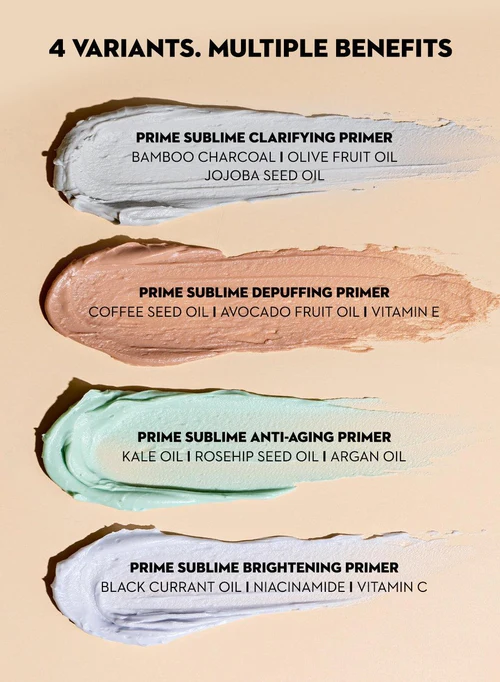 4 VARIANTS. MULTIPLE BENEFITS
PRIME SUBLIME CLARIFYING PRIMER
BAMBOO CHARCOAL | OLIVE FRUIT OIL
JOJOBA SEED OIL
PRIME SUBLIME DEPUFFING PRIMER
COFFEE SEED OIL | AVOCADO FRUIT OIL | VITAMIN E
PRIME SUBLIME ANTI-AGING PRIMER
KALE OIL | ROSEHIP SEED OIL | ARGAN OIL
PRIME SUBLIME BRIGHTENING PRIMER
BLACK CURRANT OIL | NIACINAMIDE | VITAMIN C